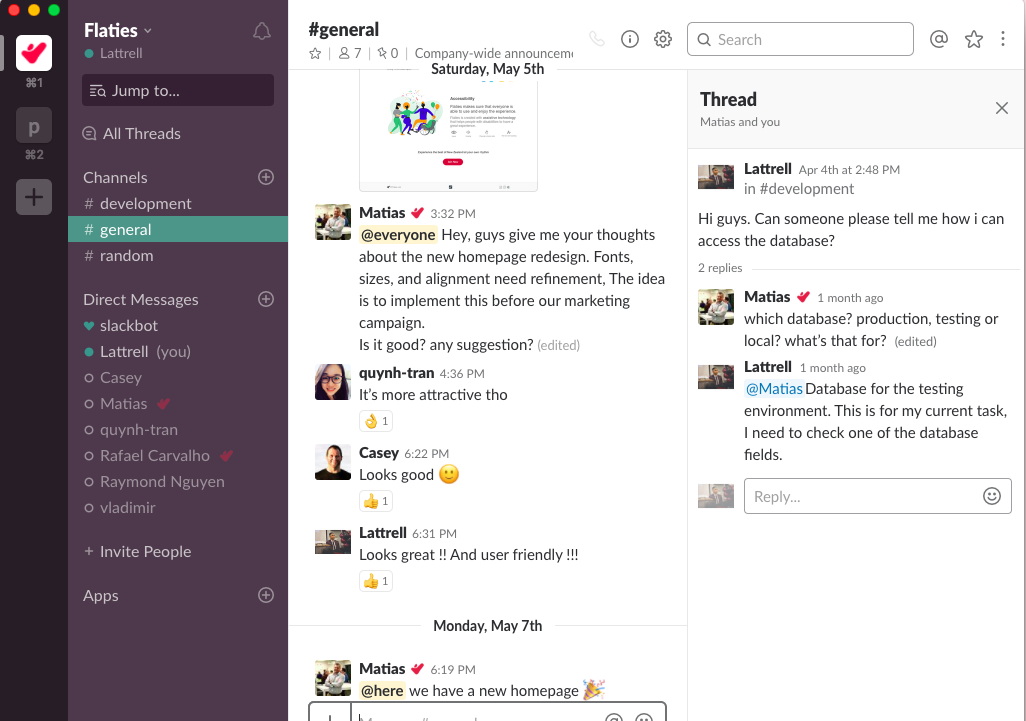 ⌘1
p
⌘2
Flaties
Lattrell
Jump to...
All Threads
Channels
# development
# general
# random
Direct Messages
slackbot
Lattrell (you)
Casey
Matias
quynh-tran
Rafael Carvalho
Raymond Nguyen
vladimir
+ Invite People
Apps
#general
7 | 0 | Company-wide announceme
Search
Saturday, May 5th
Accessibility
Matias 3:32 PM
@everyone Hey, guys give me your thoughts
about the new homepage redesign. Fonts,
sizes, and alignment need refinement, The idea
is to implement this before our marketing
campaign.
Is it good? any suggestion? (edited)
quynh-tran 4:36 PM
It's more attractive tho
1
Casey 6:22 PM
Looks good
1
Lattrell 6:31 PM
Looks great !! And user friendly !!!
1
Monday, May 7th
Matias 6:19 PM
@here we have a new homepage
Thread
Matias and you
Lattrell Apr 4th at 2:48 PM
in #development
Hi guys. Can someone please tell me how i can
access the database?
2 replies
Matias 1 month ago
which database? production, testing or
local? what's that for? (edited)
Lattrell 1 month ago
@Matias Database for the testing
environment. This is for my current task,
I need to check one of the database
fields.
Reply...